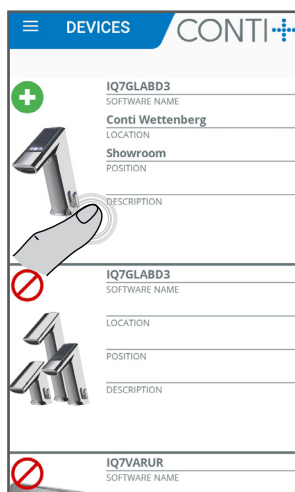 DEVICES
CONTI+
IQ7GLABD3
SOFTWARE NAME
Conti Wettenberg
LOCATION
Showroom
POSITION
DESCRIPTION
IQ7GLABD3
SOFTWARE NAME
LOCATION
POSITION
DESCRIPTION
IQ7VARUR
SOFTWARE NAME